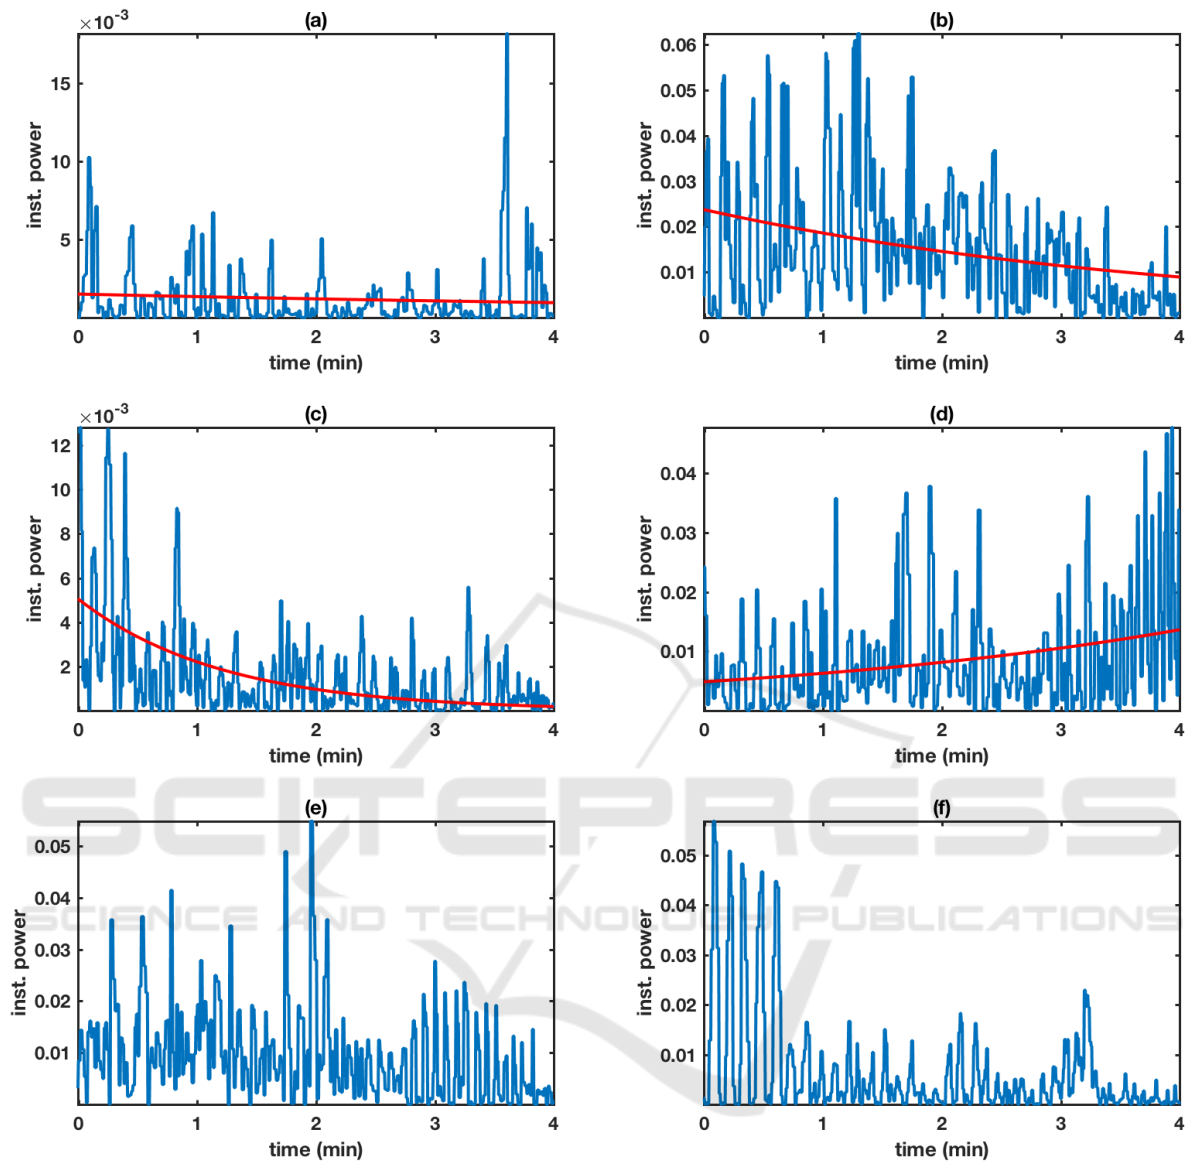 (a)
×10⁻³
15
10
5
inst. power
0 1 2 3 4
time (min)
(b)
0.06
0.05
0.04
0.03
0.02
0.01
inst. power
0 1 2 3 4
time (min)
(c)
×10⁻³
12
10
8
6
4
2
inst. power
0 1 2 3 4
time (min)
(d)
0.04
0.03
0.02
0.01
inst. power
0 1 2 3 4
time (min)
(e)
0.05
0.04
0.03
0.02
0.01
inst. power
0 1 2 3 4
time (min)
(f)
0.05
0.04
0.03
0.02
0.01
inst. power
0 1 2 3 4
time (min)
SCITEPRESS
SCIENCE AND TECHNOLOGY PUBLICATIONS